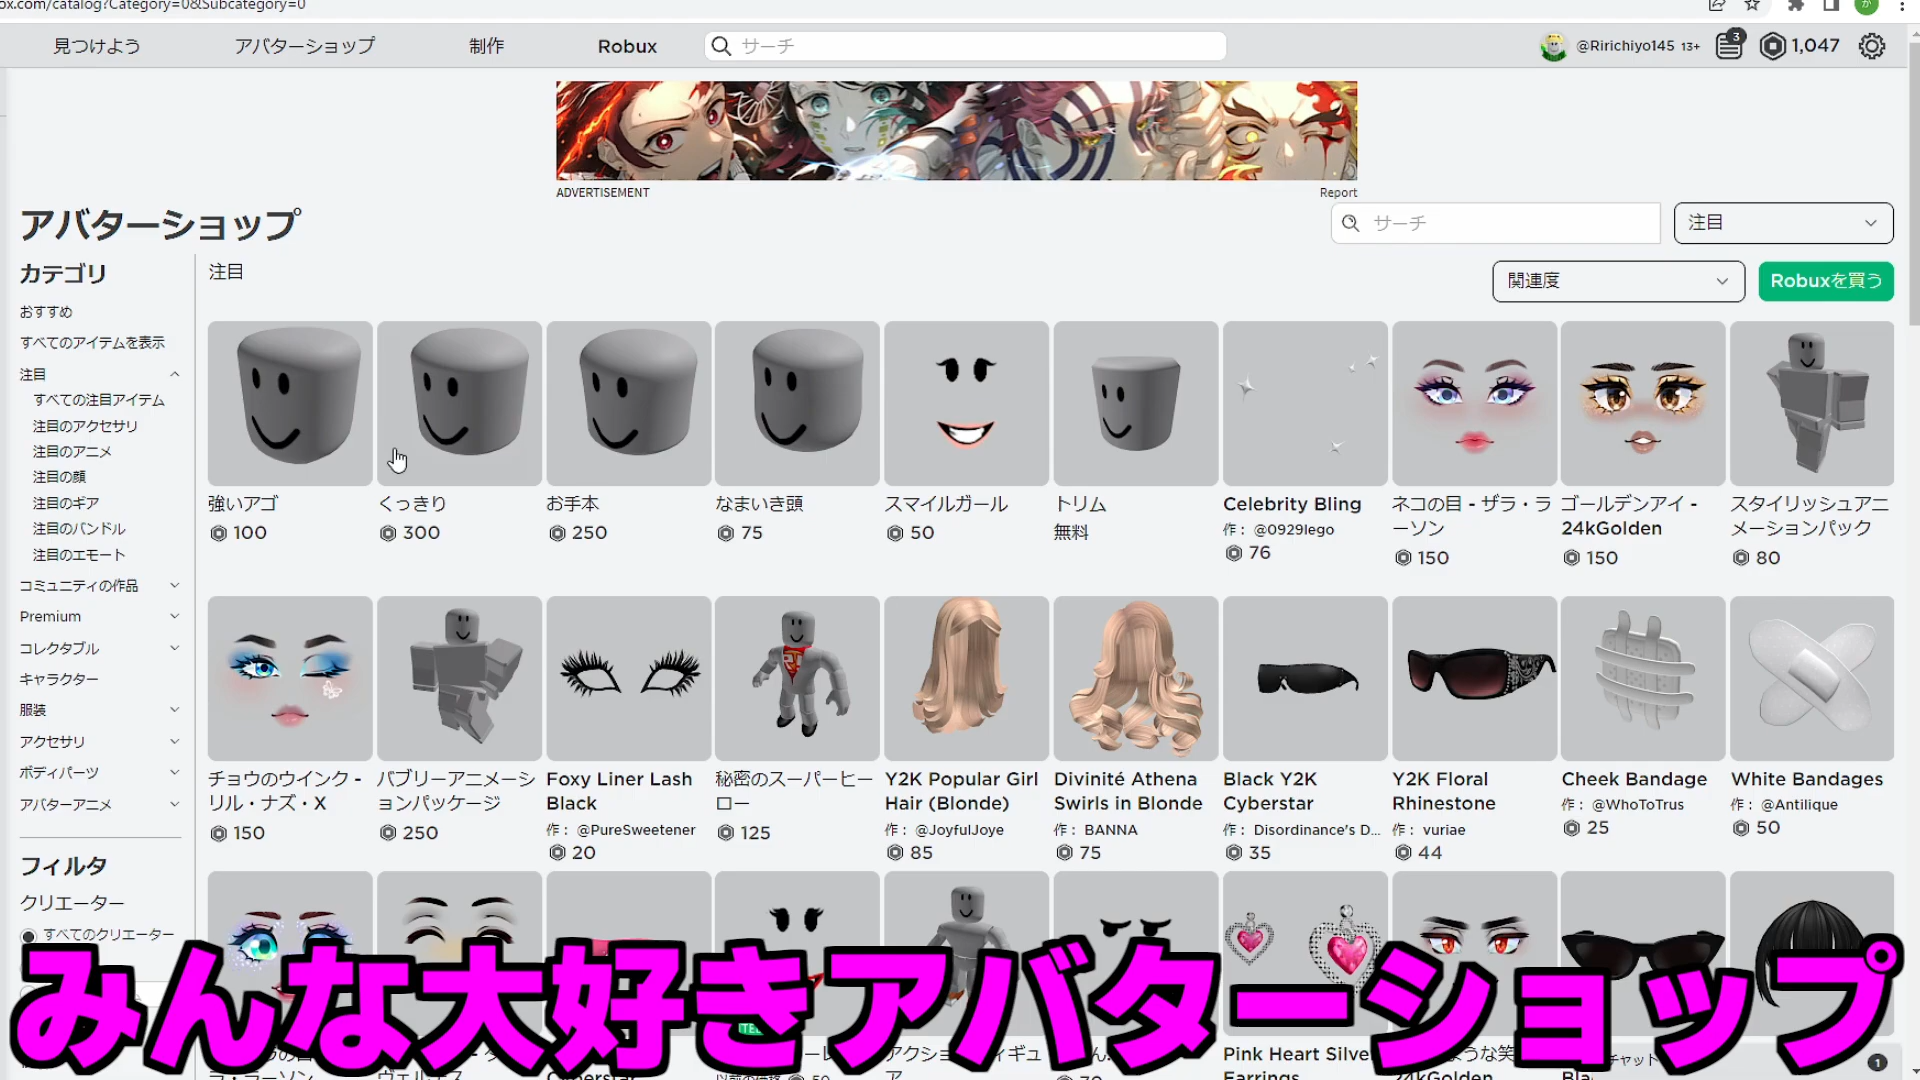 ox.com/catalog?Category=0&Subcategory=0
見つけよう
アバターショップ
制作
Robux
サーチ
@Ririchiyo145 13+
3
1,047
ADVERTISEMENT
Report
アバターショップ
サーチ
注目
カテゴリ
注目
関連度
Robuxを買う
おすすめ
すべてのアイテムを表示
注目
すべての注目アイテム
注目のアクセサリ
注目のアニメ
注目の顔
注目のギア
注目のバンドル
注目のエモート
コミュニティの作品
Premium
コレクタブル
キャラクター
服装
アクセサリ
ボディパーツ
アバターアニメ
フィルタ
クリエーター
すべてのクリエーター
強いアゴ
100
くっきり
300
お手本
250
なまいき頭
75
スマイルガール
50
トリム
無料
Celebrity Bling
作： @0929lego
76
ネコの目 - ザラ・ラ
ーソン
150
ゴールデンアイ -
24kGolden
150
スタイリッシュアニ
メーションパック
80
チョウのウインク -
リル・ナズ・X
150
バブリーアニメーシ
ョンパッケージ
250
Foxy Liner Lash
Black
作： @PureSweetener
20
秘密のスーパーヒー
ロー
125
Y2K Popular Girl
Hair (Blonde)
作： @JoyfulJoye
85
Divinité Athena
Swirls in Blonde
作： BANNA
75
Black Y2K
Cyberstar
作： Disordinance's D...
35
Y2K Floral
Rhinestone
作： vuriae
44
Cheek Bandage
作： @WhoToTrus
25
White Bandages
作： @Antilique
50
みんな大好きアバターショップ
Pink Heart Silver
Earrings
24kGolden
チャット
1